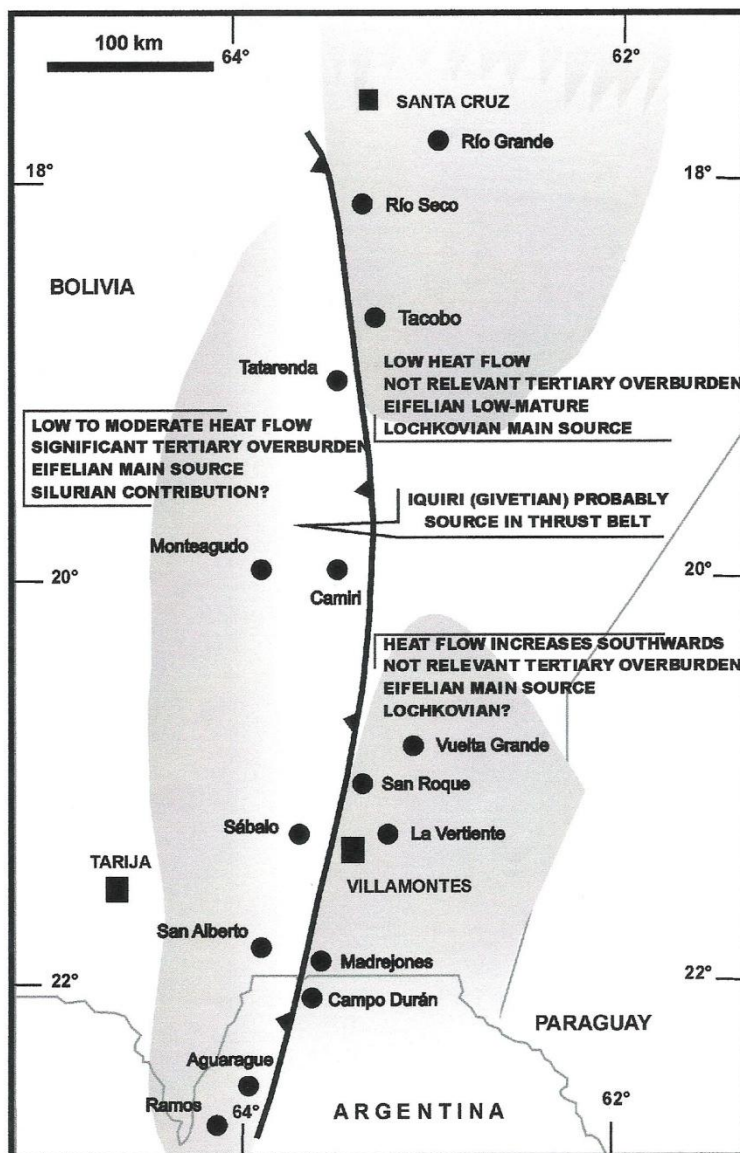 100 km
64°
62°
SANTA CRUZ
Río Grande
18°
18°
Río Seco
BOLIVIA
Tacobo
Tatarenda
LOW HEAT FLOW
NOT RELEVANT TERTIARY OVERBURDEN
EIFELIAN LOW-MATURE
LOCHKOVIAN MAIN SOURCE
LOW TO MODERATE HEAT FLOW
SIGNIFICANT TERTIARY OVERBURDEN
EIFELIAN MAIN SOURCE
SILURIAN CONTRIBUTION?
IQUIRI (GIVETIAN) PROBABLY
SOURCE IN THRUST BELT
Monteagudo
Camiri
20°
20°
HEAT FLOW INCREASES SOUTHWARDS
NOT RELEVANT TERTIARY OVERBURDEN
EIFELIAN MAIN SOURCE
LOCHKOVIAN?
Vuelta Grande
San Roque
Sábalo
La Vertiente
TARIJA
VILLAMONTES
San Alberto
Madrejones
22°
22°
Campo Durán
PARAGUAY
Aguarague
Ramos
64°
62°
ARGENTINA